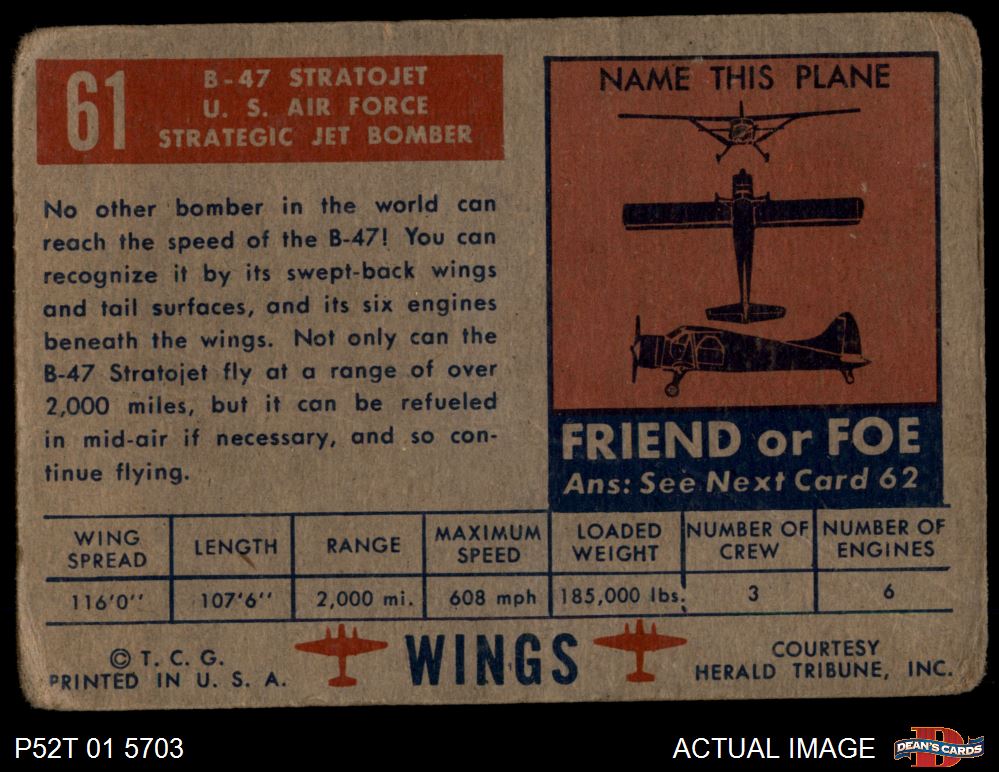 61
B-47 STRATOJET
U. S. AIR FORCE
STRATEGIC JET BOMBER
No other bomber in the world can
reach the speed of the B-47! You can
recognize it by its swept-back wings
and tail surfaces, and its six engines
beneath the wings. Not only can the
B-47 Stratojet fly at a range of over
2,000 miles, but it can be refueled
in mid-air if necessary, and so con-
tinue flying.
NAME THIS PLANE
FRIEND or FOE
Ans: See Next Card 62
WING SPREAD LENGTH RANGE MAXIMUM SPEED LOADED WEIGHT NUMBER OF CREW NUMBER OF ENGINES
116'0'' 107'6'' 2,000 mi. 608 mph 185,000 lbs. 3 6
© T. C. G.
PRINTED IN U. S. A.
WINGS
COURTESY
HERALD TRIBUNE, INC.
P52T 01 5703
ACTUAL IMAGE
DEAN'S CARDS